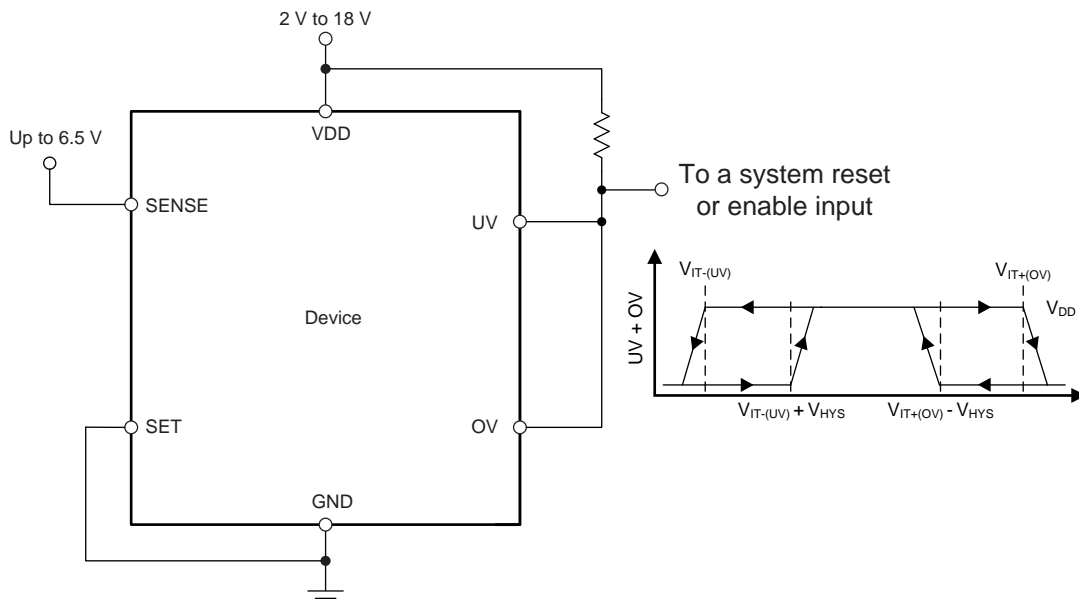 2 V to 18 V
VDD
Up to 6.5 V
SENSE
UV
To a system reset
or enable input
Device
SET
OV
GND
UV + OV
VIT-(UV)
VIT+(OV)
VDD
VIT-(UV) + VHYS
VIT+(OV) - VHYS